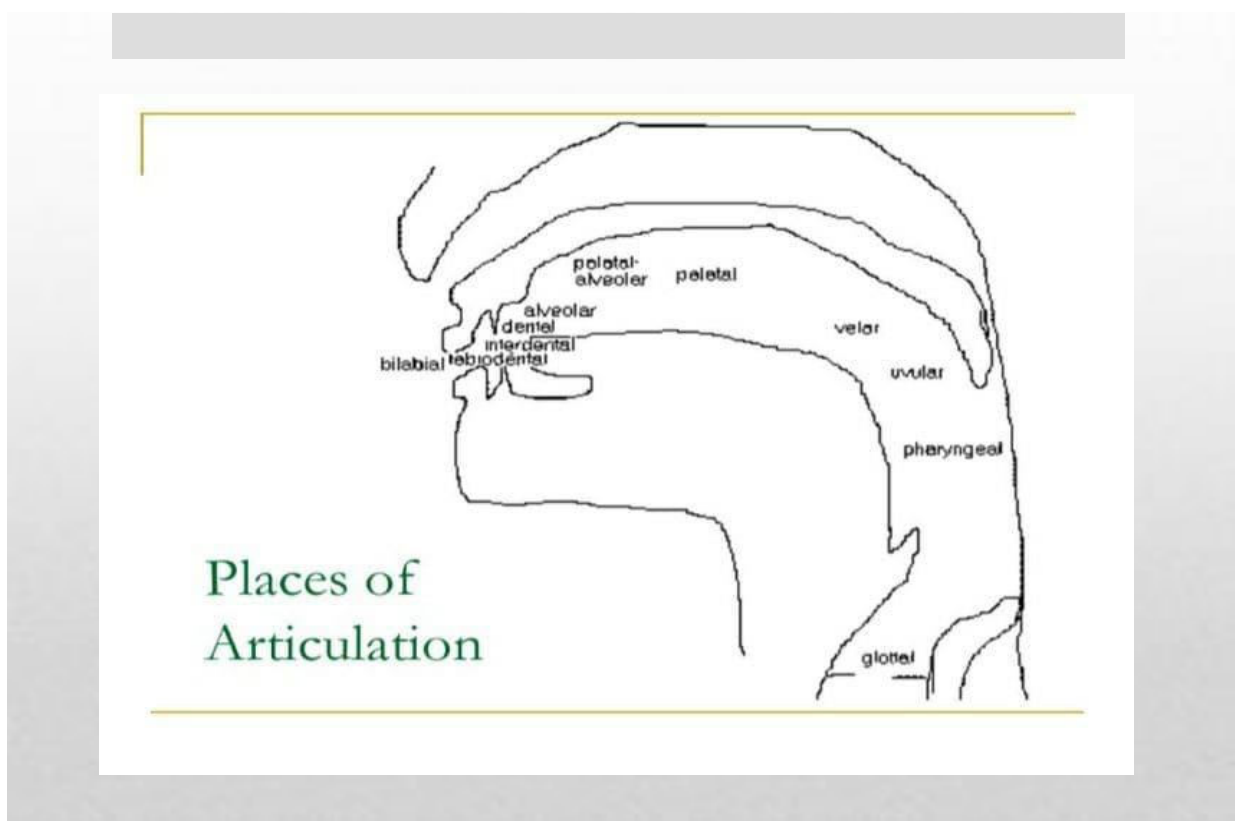 palatal-
alveolar
palatal
alveolar
dental
interdental
bilabial
labiodental
velar
uvular
pharyngeal
Places of
Articulation
glottal